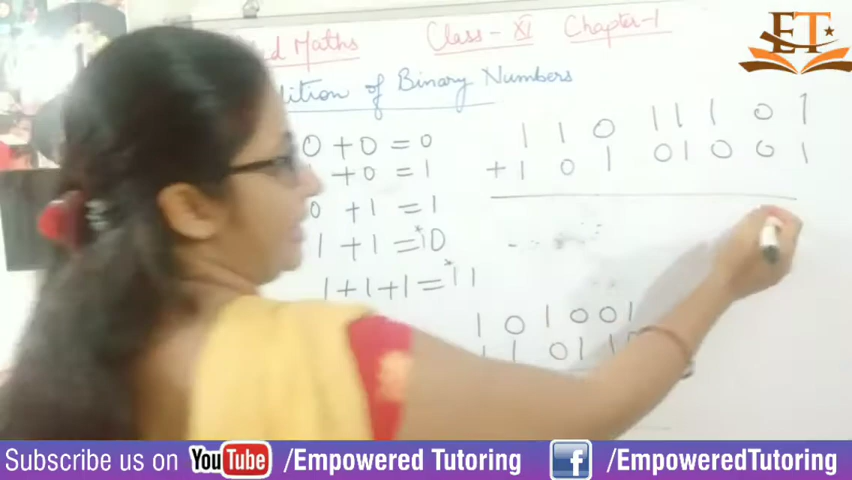 ET
Maths Class - XI Chapter-1
of Binary Numbers
0 + 0 = 0
+ 0 = 1
0 + 1 = 1
1 + 1 = *10
1 + 1 + 1 = *11
1 1 0 1 1 1 0 1
+ 1 0 1 0 1 0 0 1
1 0 1 0 0 1
Subscribe us on YouTube /Empowered Tutoring f /EmpoweredTutoring